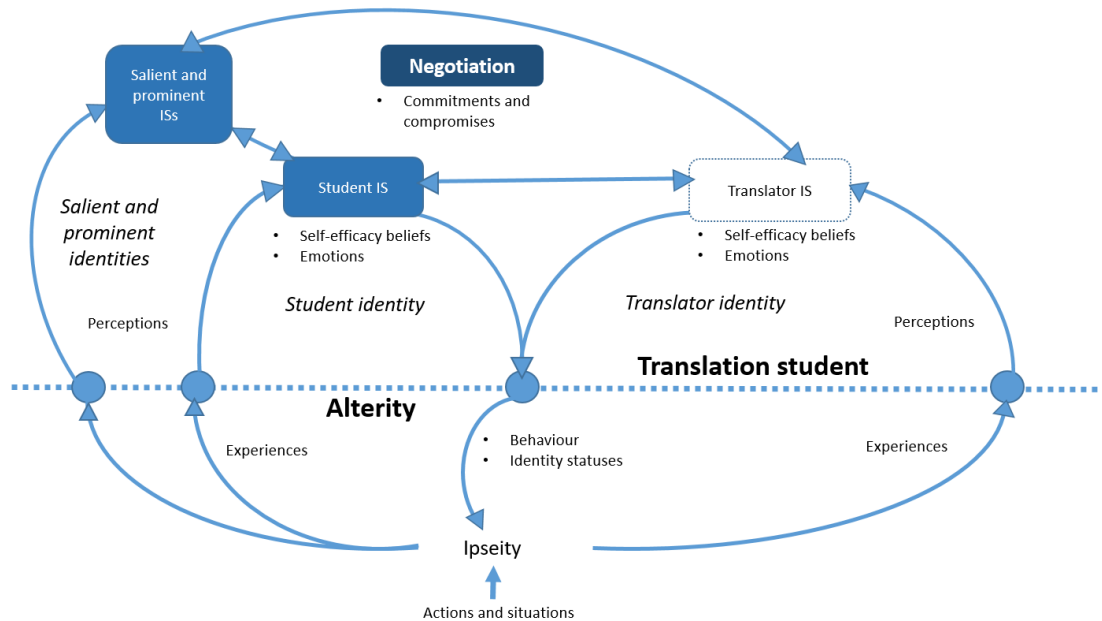 Salient and
prominent
ISs
Negotiation
• Commitments and
compromises
Student IS
Translator IS
Salient and
prominent
identities
• Self-efficacy beliefs
• Emotions
• Self-efficacy beliefs
• Emotions
Student identity
Translator identity
Perceptions
Perceptions
Translation student
Alterity
Experiences
• Behaviour
• Identity statuses
Experiences
Ipseity
Actions and situations